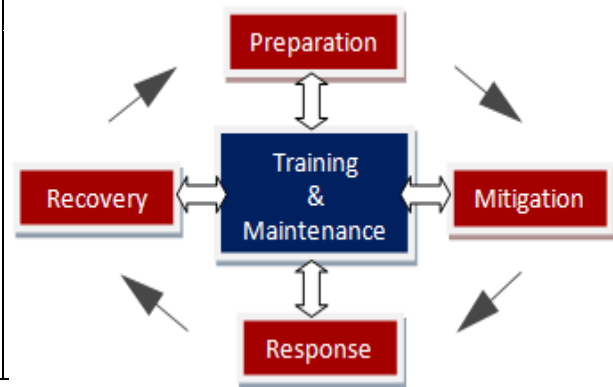 Preparation
Training
&
Maintenance
Recovery
Mitigation
Response